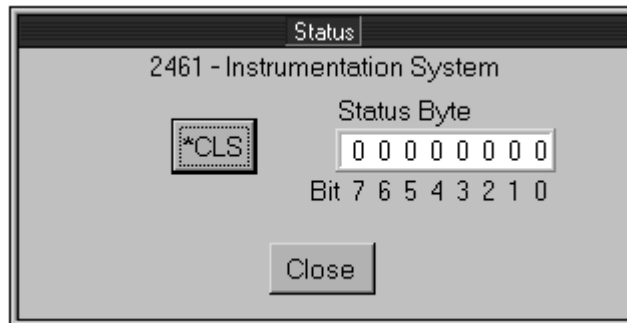 Status
2461 - Instrumentation System
Status Byte
*CLS
0 0 0 0 0 0 0 0
Bit 7 6 5 4 3 2 1 0
Close